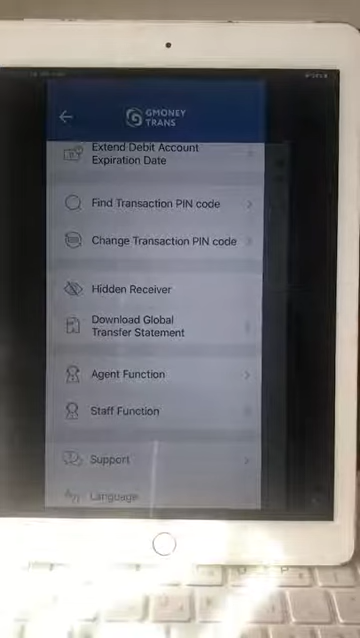 GMONEY
TRANS
Extend Debit Account
Expiration Date
Find Transaction PIN code
Change Transaction PIN code
Hidden Receiver
Download Global
Transfer Statement
Agent Function
Staff Function
Support
Language